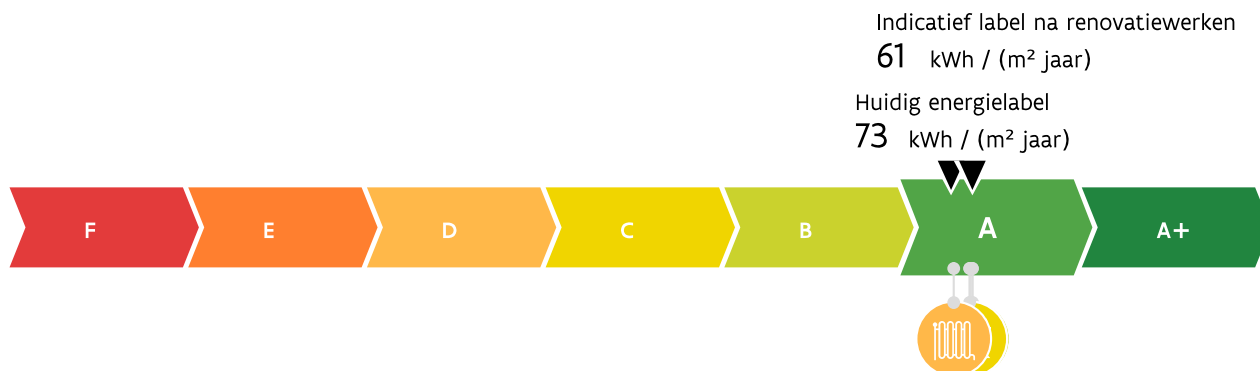 Indicatief label na renovatiewerken
61 kWh / (m² jaar)
Huidig energielabel
73 kWh / (m² jaar)
F E D C B A A+